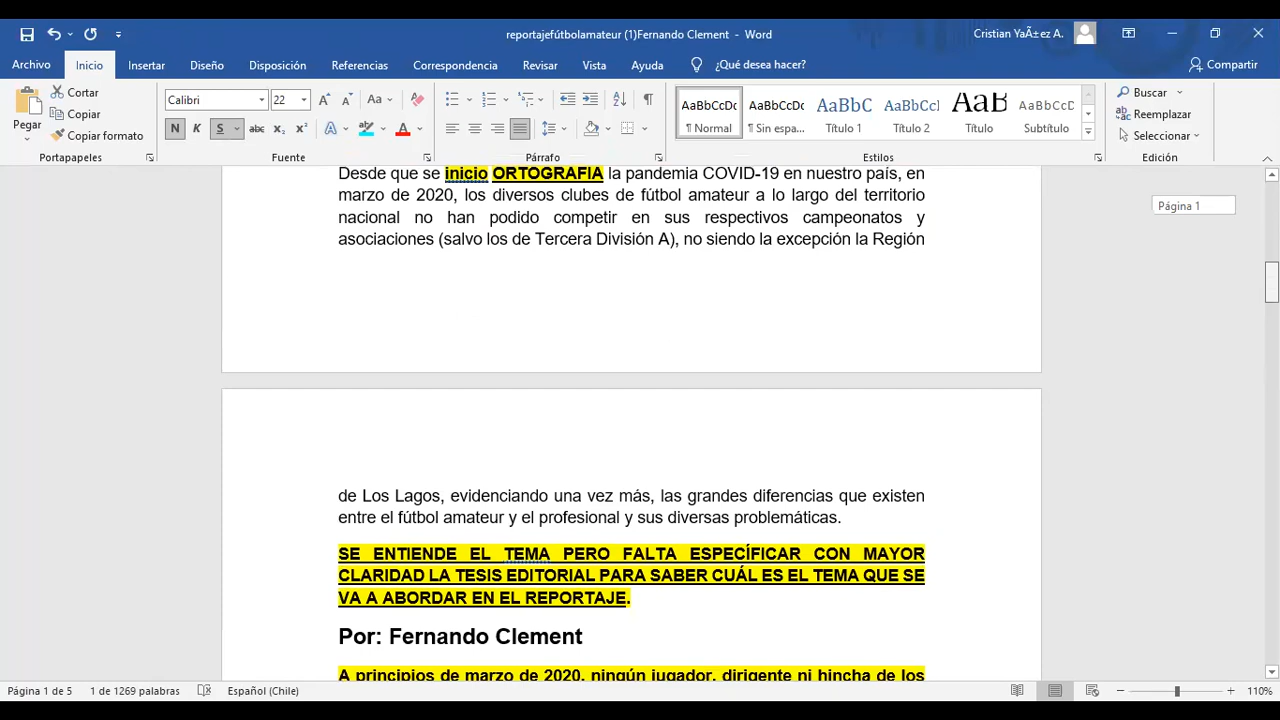 reportajefútbolamateur (1)Fernando Clement - Word
Cristian YaÃ±ez A.
Archivo Inicio Insertar Diseño Disposición Referencias Correspondencia Revisar Vista Ayuda ¿Qué desea hacer? Compartir
Pegar
Cortar
Copiar
Copiar formato
Portapapeles
Calibri 22
Aa
N K S abc x₂ x² A A
Fuente
Párrafo
AaBbCcDc AaBbCcDc AaBbC AaBbCcI AaB AaBbCcD
¶ Normal ¶ Sin espa... Título 1 Título 2 Título Subtítulo
Estilos
Buscar
Reemplazar
Seleccionar
Edición
Página 1
Desde que se inicio ORTOGRAFIA la pandemia COVID-19 en nuestro país, en
marzo de 2020, los diversos clubes de fútbol amateur a lo largo del territorio
nacional no han podido competir en sus respectivos campeonatos y
asociaciones (salvo los de Tercera División A), no siendo la excepción la Región
de Los Lagos, evidenciando una vez más, las grandes diferencias que existen
entre el fútbol amateur y el profesional y sus diversas problemáticas.
SE ENTIENDE EL TEMA PERO FALTA ESPECÍFICAR CON MAYOR
CLARIDAD LA TESIS EDITORIAL PARA SABER CUÁL ES EL TEMA QUE SE
VA A ABORDAR EN EL REPORTAJE.
Por: Fernando Clement
A principios de marzo de 2020, ningún jugador, dirigente ni hincha de los
Página 1 de 5 1 de 1269 palabras Español (Chile) 110%